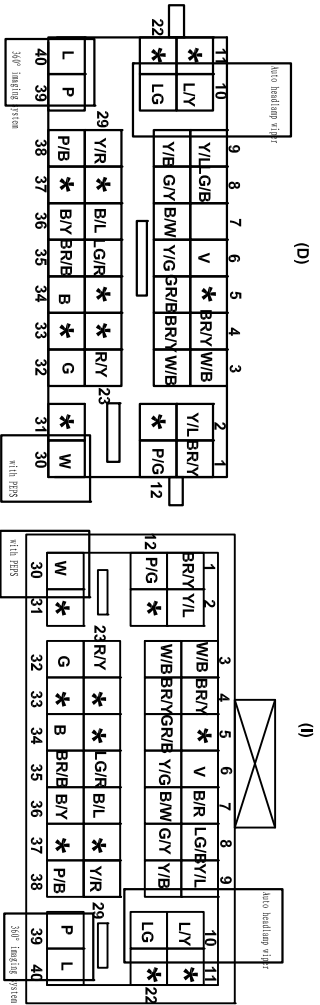 (D)
Auto headlamp wiper
11 10 9 8 7 6 5 4 3 2 1
* L/Y Y/L LG/B V * BR/Y W/B Y/L BR/Y
22 * LG Y/B G/Y B/W Y/G GR/B BR/Y W/B * P/G 12
29 Y/R * B/L LG/R * * R/Y 23
L P P/B * B/Y BR/B B * G * W
40 39 38 37 36 35 34 33 32 31 30
360° imaging system
with PEPS
(I)
Auto headlamp wiper
1 2 3 4 5 6 7 8 9 10 11
BR/Y Y/L W/B BR/Y * V B/R LG/B Y/L L/Y *
12 P/G * W/B BR/Y GR/B Y/G B/W G/Y Y/B LG * 22
23 R/Y * * LG/R B/L * Y/R 29
W * G * B BR/B B/Y * P/B P L
30 31 32 33 34 35 36 37 38 39 40
with PEPS
360° imaging system